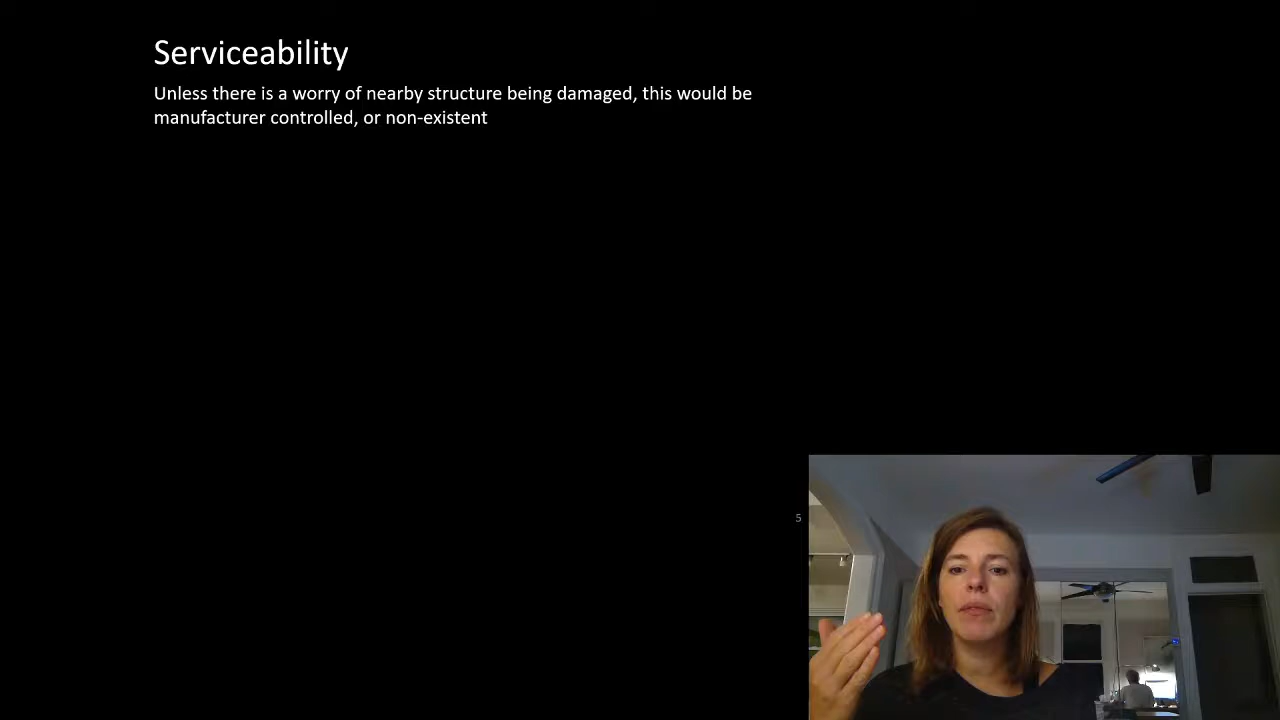 Serviceability
Unless there is a worry of nearby structure being damaged, this would be
manufacturer controlled, or non-existent
5